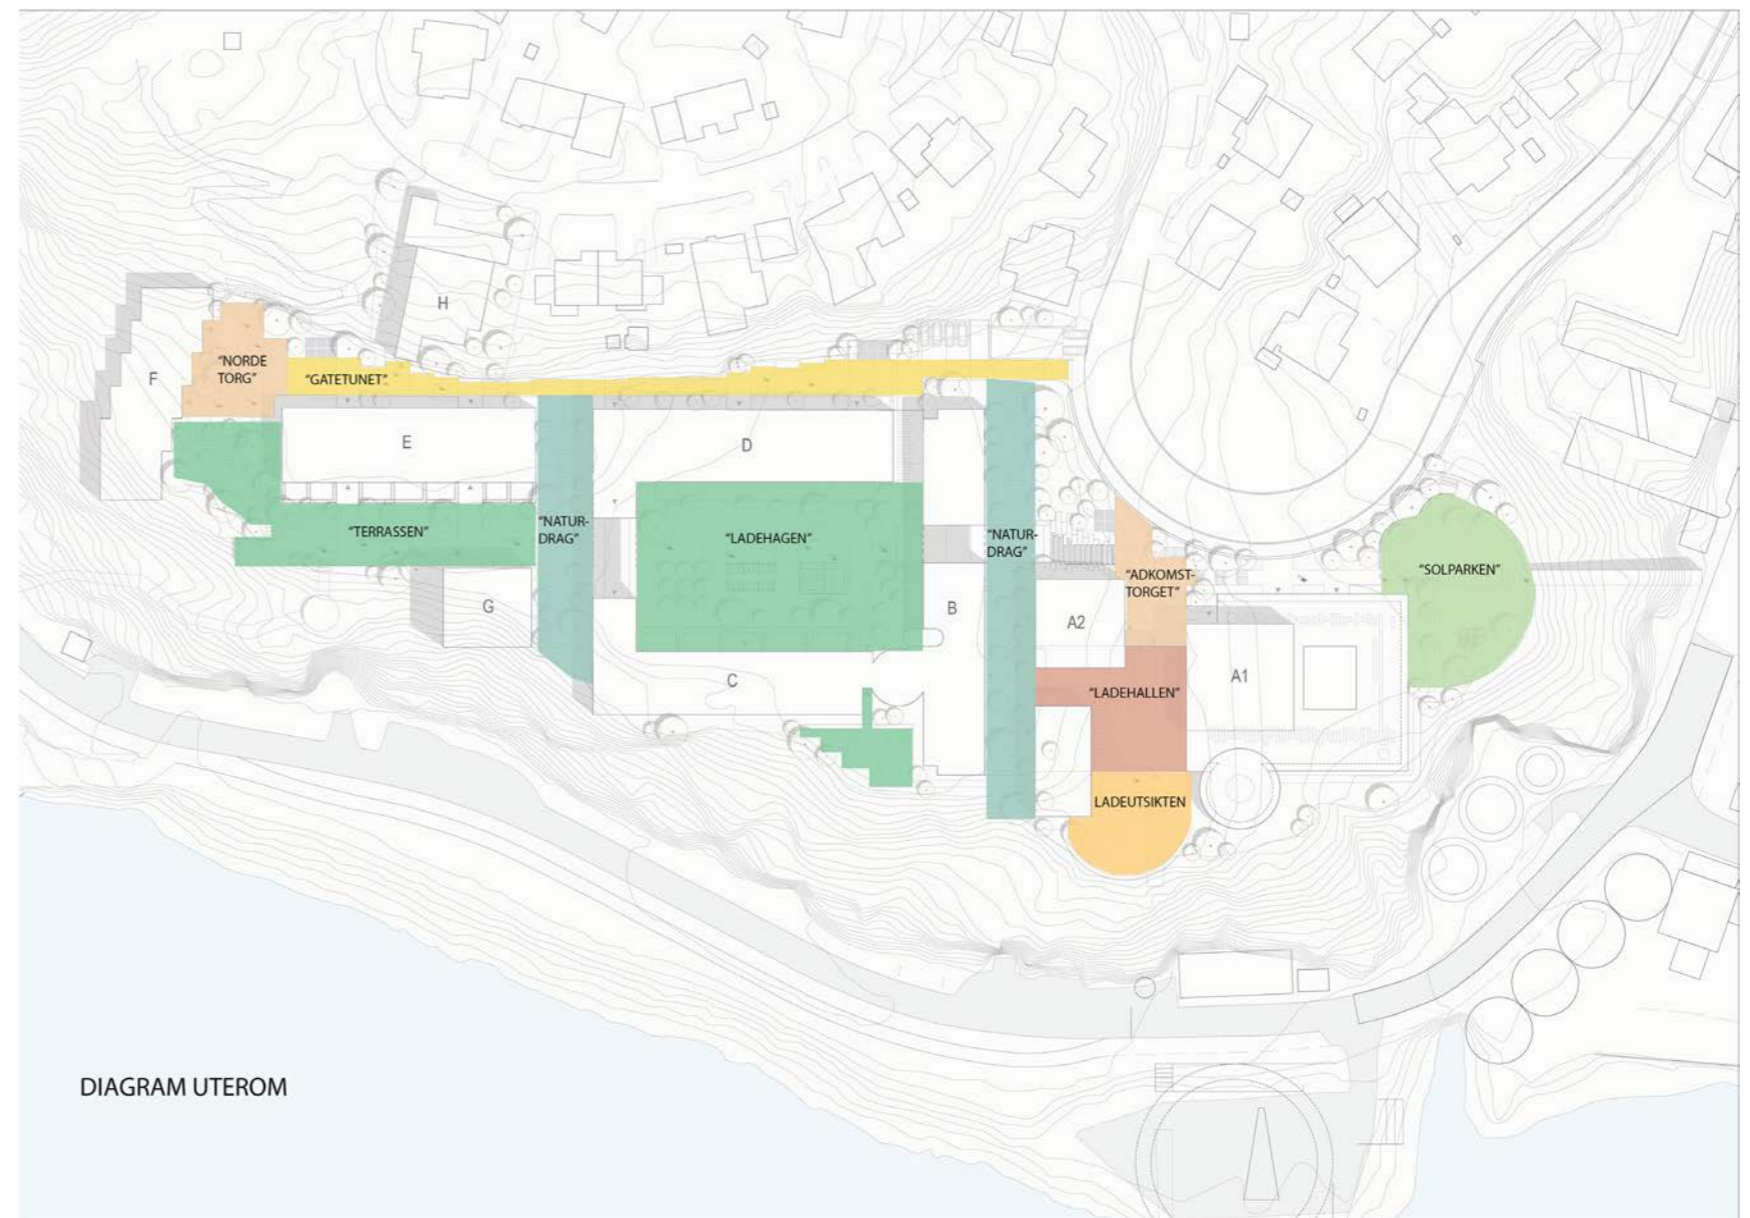 H
"NORDE
TORG"
F
"GATETUNET"
E
D
"TERRASSEN"
"NATUR-
DRAG"
"LADEHAGEN"
"NATUR-
DRAG"
"ADKOMST-
TORGET"
"SOLPARKEN"
G
B
A2
C
"LADEHALLEN"
A1
LADEUTSIKTEN
DIAGRAM UTEROM